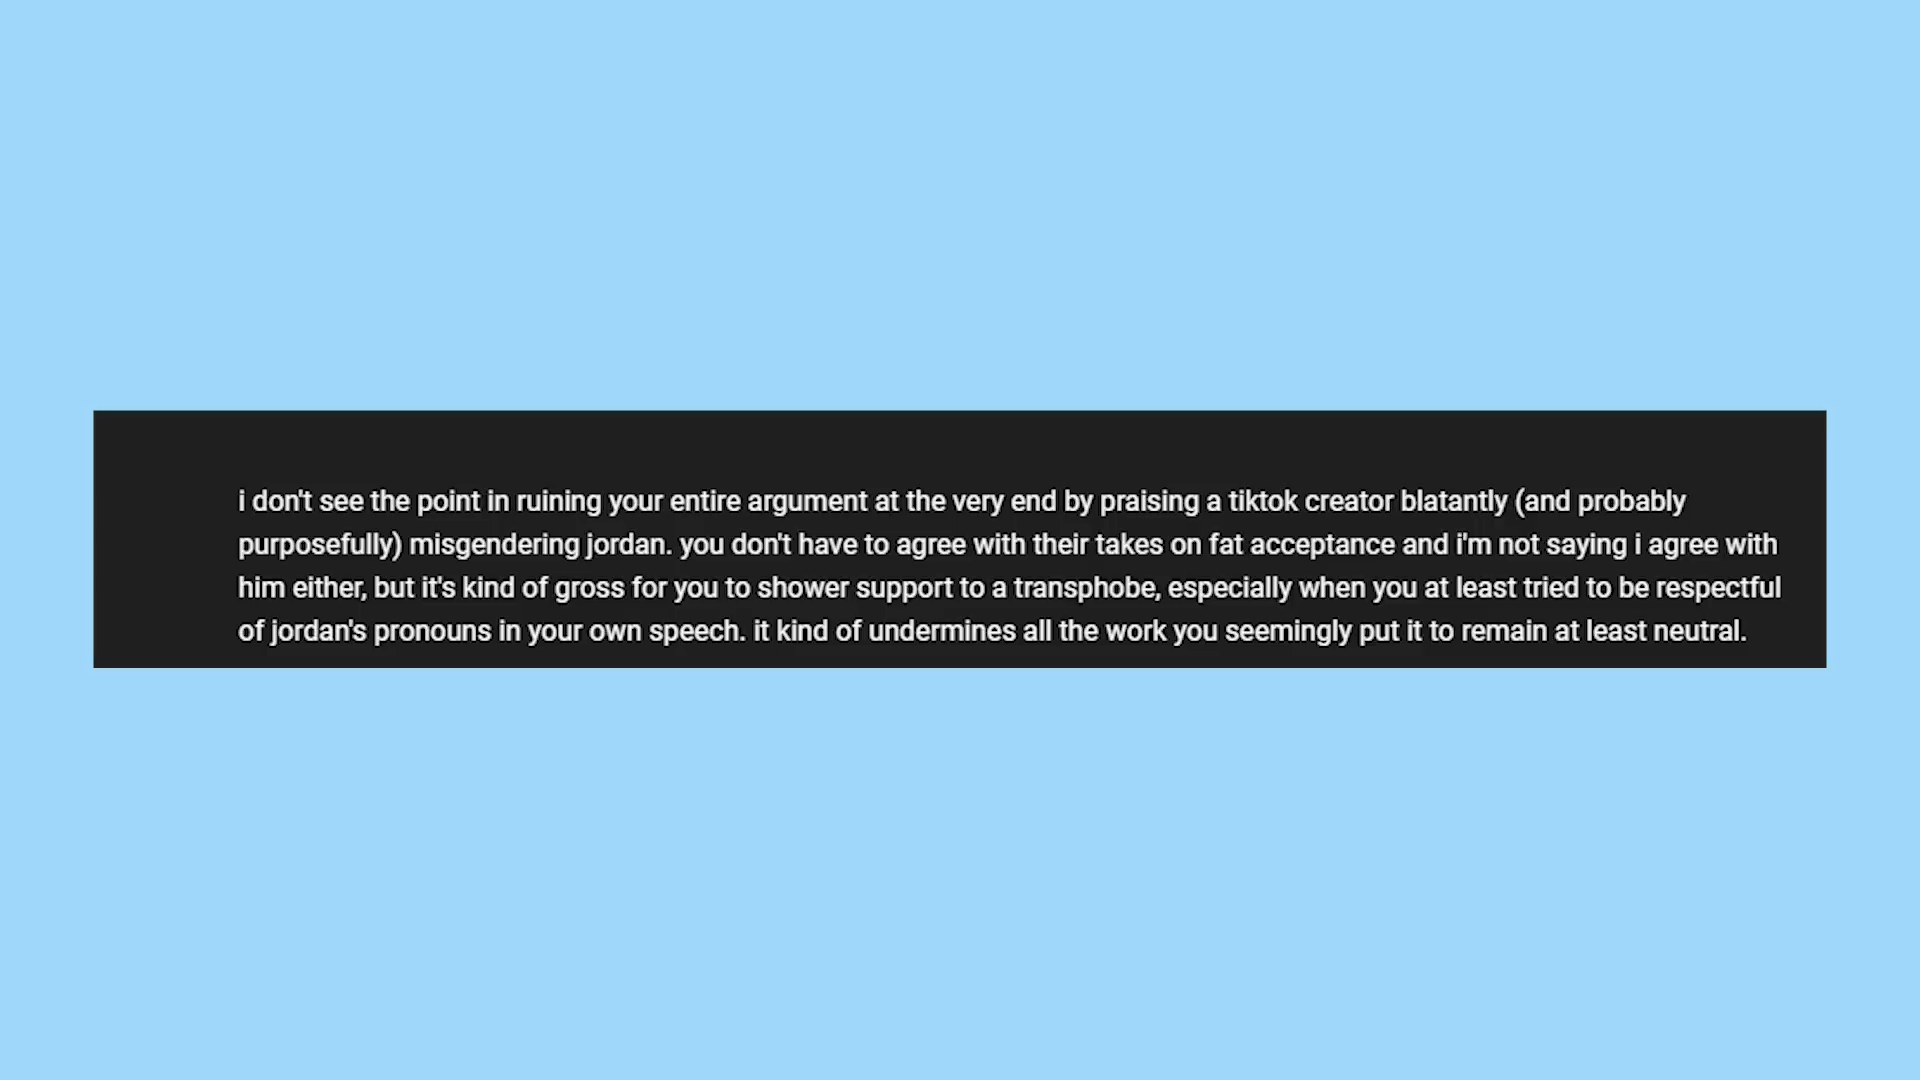 i don't see the point in ruining your entire argument at the very end by praising a tiktok creator blatantly (and probably
purposefully) misgendering jordan. you don't have to agree with their takes on fat acceptance and i'm not saying i agree with
him either, but it's kind of gross for you to shower support to a transphobe, especially when you at least tried to be respectful
of jordan's pronouns in your own speech. it kind of undermines all the work you seemingly put it to remain at least neutral.